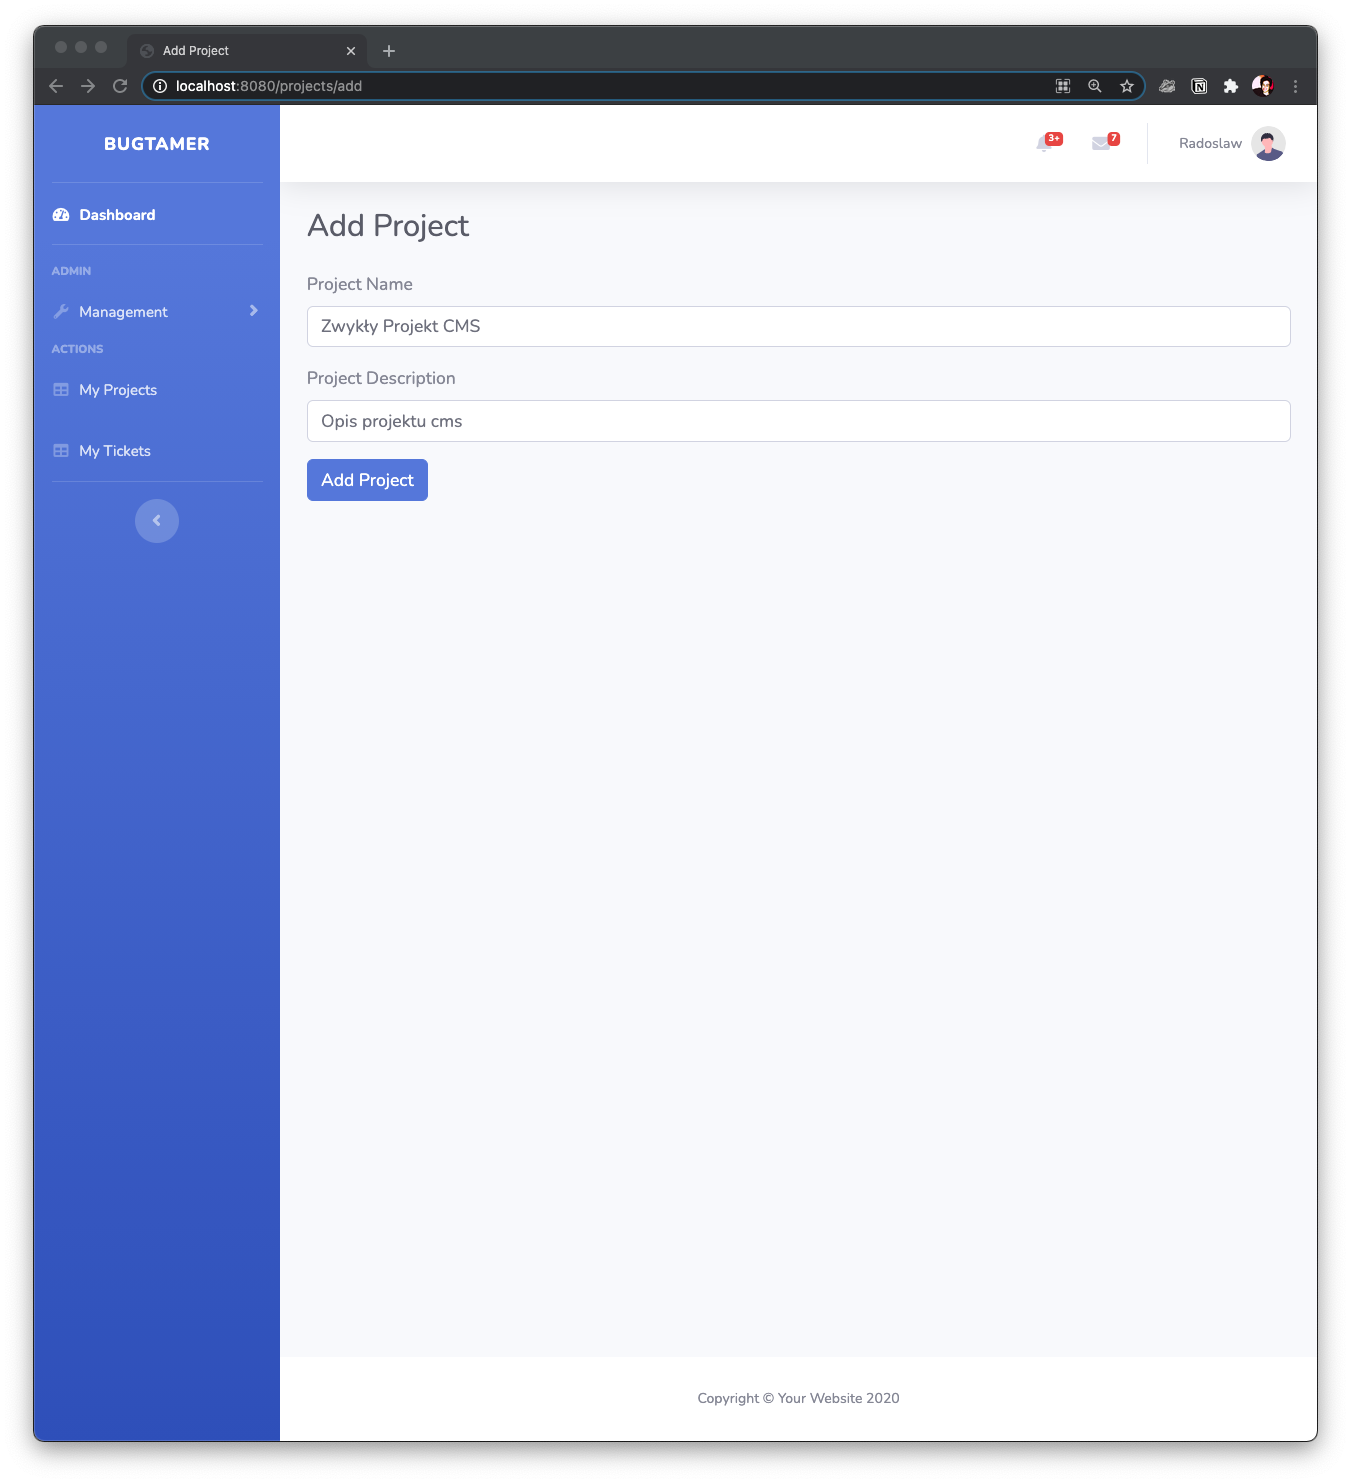 Add Project
localhost:8080/projects/add
BUGTAMER
3+
7
Radoslaw
Dashboard
ADMIN
Management
ACTIONS
My Projects
My Tickets
Add Project
Project Name
Zwykły Projekt CMS
Project Description
Opis projektu cms
Add Project
Copyright © Your Website 2020